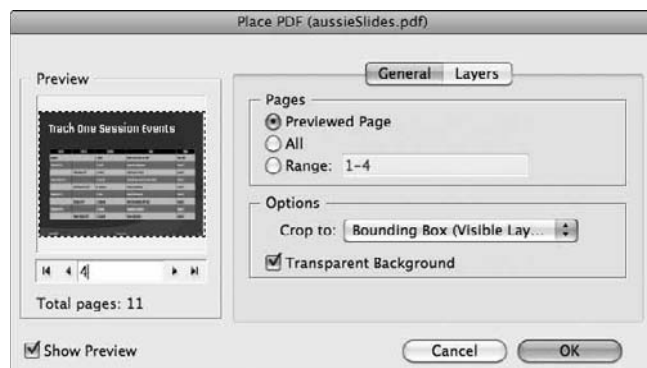 Place PDF (aussieSlides.pdf)
Preview
Track One Session Events
4
Total pages: 11
Show Preview
General Layers
Pages
Previewed Page
All
Range: 1-4
Options
Crop to: Bounding Box (Visible Lay...
Transparent Background
Cancel OK